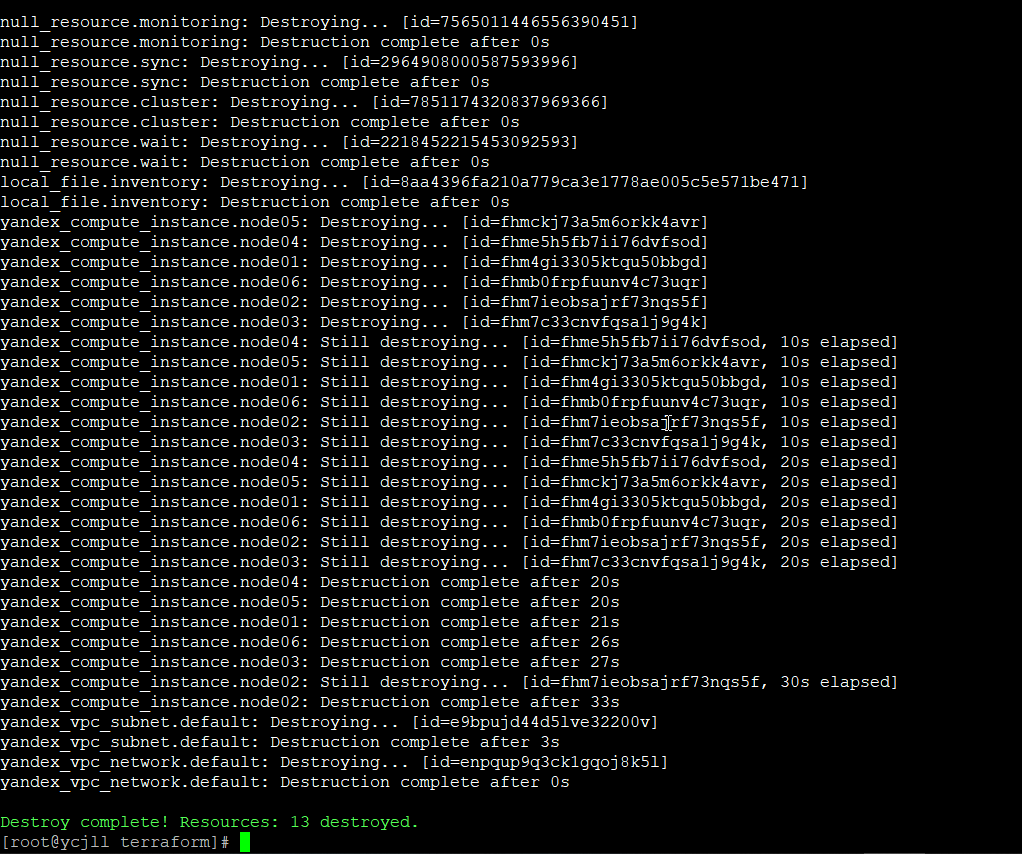 null_resource.monitoring: Destroying... [id=7565011446556390451]
null_resource.monitoring: Destruction complete after 0s
null_resource.sync: Destroying... [id=2964908000587593996]
null_resource.sync: Destruction complete after 0s
null_resource.cluster: Destroying... [id=7851174320837969366]
null_resource.cluster: Destruction complete after 0s
null_resource.wait: Destroying... [id=2218452215453092593]
null_resource.wait: Destruction complete after 0s
local_file.inventory: Destroying... [id=8aa4396fa210a779ca3e1778ae005c5e571be471]
local_file.inventory: Destruction complete after 0s
yandex_compute_instance.node05: Destroying... [id=fhmckj73a5m6orkk4avr]
yandex_compute_instance.node04: Destroying... [id=fhme5h5fb7ii76dvfsod]
yandex_compute_instance.node01: Destroying... [id=fhm4gi3305ktqu50bbgd]
yandex_compute_instance.node06: Destroying... [id=fhmb0frpfuunv4c73uqr]
yandex_compute_instance.node02: Destroying... [id=fhm7ieobsajrf73nqs5f]
yandex_compute_instance.node03: Destroying... [id=fhm7c33cnvfqsa1j9g4k]
yandex_compute_instance.node04: Still destroying... [id=fhme5h5fb7ii76dvfsod, 10s elapsed]
yandex_compute_instance.node05: Still destroying... [id=fhmckj73a5m6orkk4avr, 10s elapsed]
yandex_compute_instance.node01: Still destroying... [id=fhm4gi3305ktqu50bbgd, 10s elapsed]
yandex_compute_instance.node06: Still destroying... [id=fhmb0frpfuunv4c73uqr, 10s elapsed]
yandex_compute_instance.node02: Still destroying... [id=fhm7ieobsajrf73nqs5f, 10s elapsed]
yandex_compute_instance.node03: Still destroying... [id=fhm7c33cnvfqsa1j9g4k, 10s elapsed]
yandex_compute_instance.node04: Still destroying... [id=fhme5h5fb7ii76dvfsod, 20s elapsed]
yandex_compute_instance.node05: Still destroying... [id=fhmckj73a5m6orkk4avr, 20s elapsed]
yandex_compute_instance.node01: Still destroying... [id=fhm4gi3305ktqu50bbgd, 20s elapsed]
yandex_compute_instance.node06: Still destroying... [id=fhmb0frpfuunv4c73uqr, 20s elapsed]
yandex_compute_instance.node02: Still destroying... [id=fhm7ieobsajrf73nqs5f, 20s elapsed]
yandex_compute_instance.node03: Still destroying... [id=fhm7c33cnvfqsa1j9g4k, 20s elapsed]
yandex_compute_instance.node04: Destruction complete after 20s
yandex_compute_instance.node05: Destruction complete after 20s
yandex_compute_instance.node01: Destruction complete after 21s
yandex_compute_instance.node06: Destruction complete after 26s
yandex_compute_instance.node03: Destruction complete after 27s
yandex_compute_instance.node02: Still destroying... [id=fhm7ieobsajrf73nqs5f, 30s elapsed]
yandex_compute_instance.node02: Destruction complete after 33s
yandex_vpc_subnet.default: Destroying... [id=e9bpujd44d5lve32200v]
yandex_vpc_subnet.default: Destruction complete after 3s
yandex_vpc_network.default: Destroying... [id=enpqup9q3ck1gqoj8k5l]
yandex_vpc_network.default: Destruction complete after 0s
Destroy complete! Resources: 13 destroyed.
[root@ycjll terraform]#